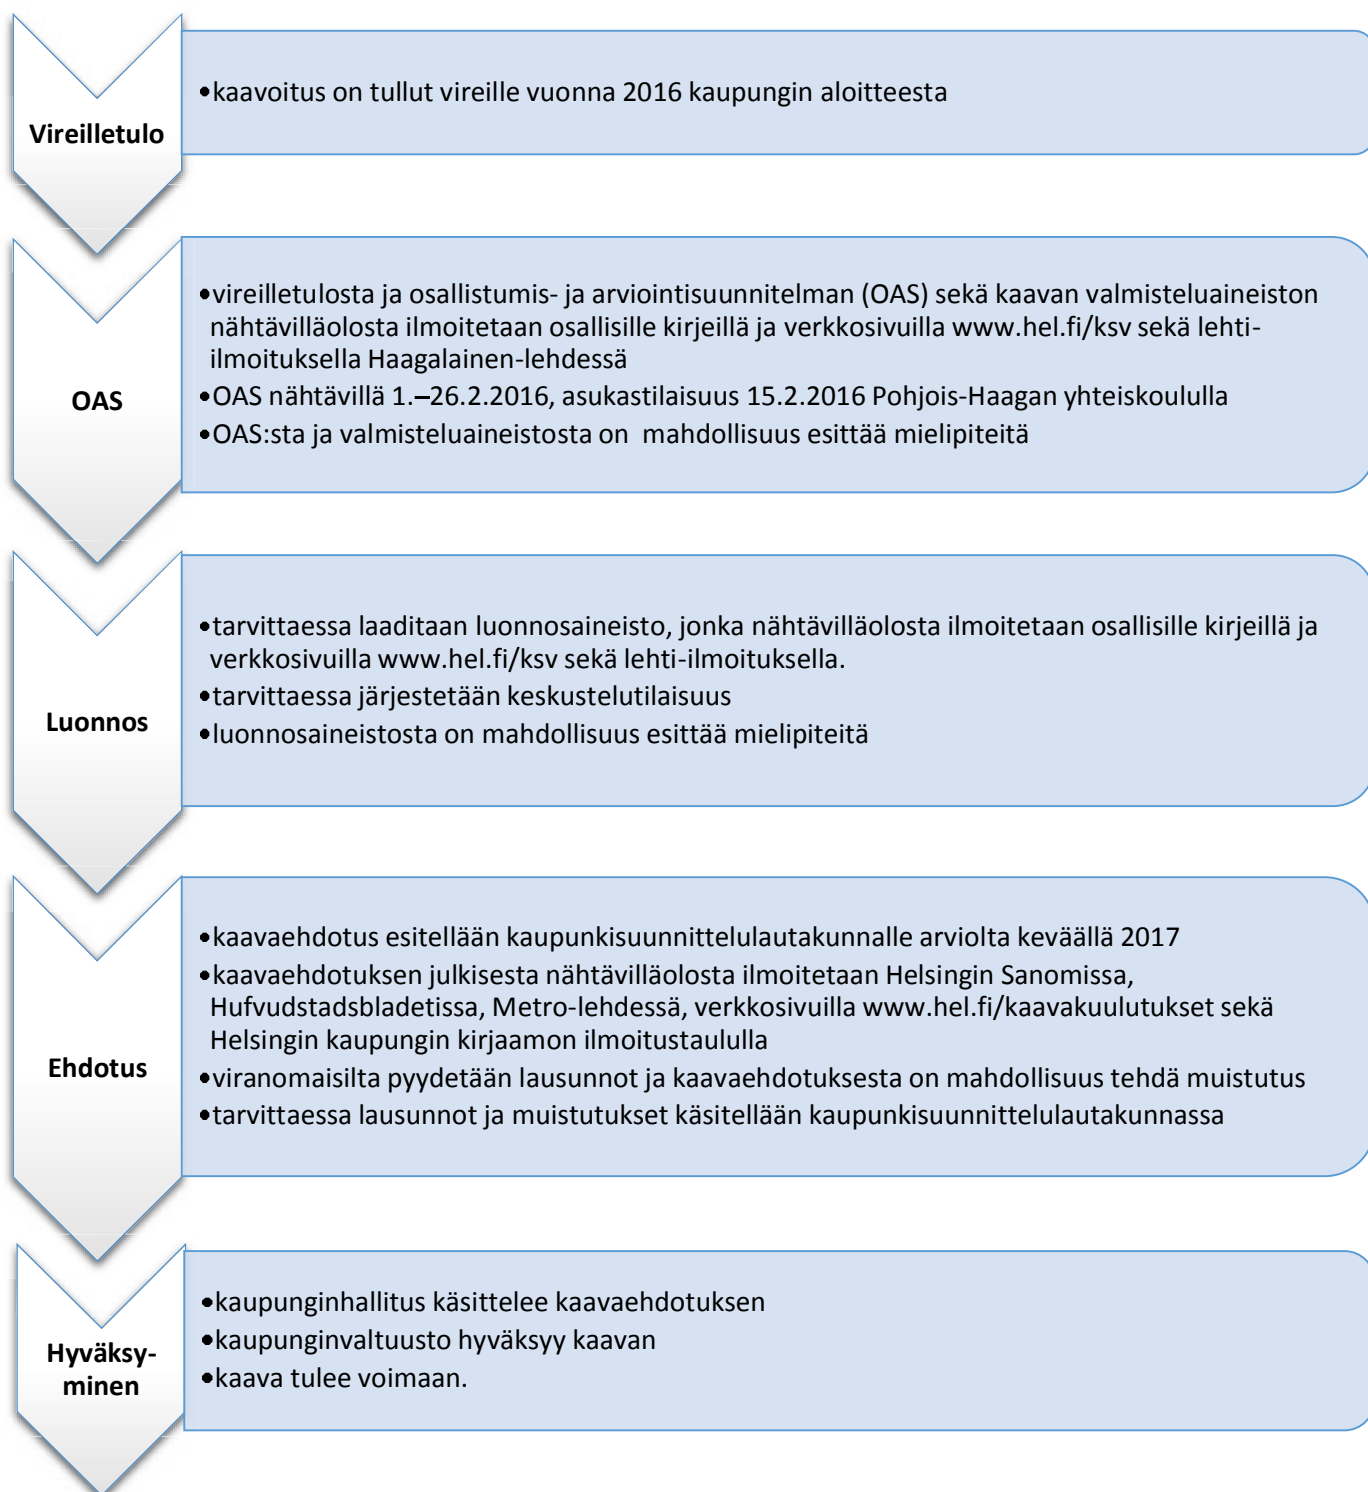 Vireilletulo
•kaavoitus on tullut vireille vuonna 2016 kaupungin aloitteesta
OAS
•vireilletulosta ja osallistumis- ja arviointisuunnitelman (OAS) sekä kaavan valmisteluaineiston
nähtävilläolosta ilmoitetaan osallisille kirjeillä ja verkkosivuilla www.hel.fi/ksv sekä lehti-
ilmoituksella Haagalainen-lehdessä
•OAS nähtävillä 1.–26.2.2016, asukastilaisuus 15.2.2016 Pohjois-Haagan yhteiskoululla
•OAS:sta ja valmisteluaineistosta on mahdollisuus esittää mielipiteitä
Luonnos
•tarvittaessa laaditaan luonnosaineisto, jonka nähtävilläolosta ilmoitetaan osallisille kirjeillä ja
verkkosivuilla www.hel.fi/ksv sekä lehti-ilmoituksella.
•tarvittaessa järjestetään keskustelutilaisuus
•luonnosaineistosta on mahdollisuus esittää mielipiteitä
Ehdotus
•kaavaehdotus esitellään kaupunkisuunnittelulautakunnalle arviolta keväällä 2017
•kaavaehdotuksen julkisesta nähtävilläolosta ilmoitetaan Helsingin Sanomissa,
Hufvudstadsbladetissa, Metro-lehdessä, verkkosivuilla www.hel.fi/kaavakuulutukset sekä
Helsingin kaupungin kirjaamon ilmoitustaululla
•viranomaisilta pyydetään lausunnot ja kaavaehdotuksesta on mahdollisuus tehdä muistutus
•tarvittaessa lausunnot ja muistutukset käsitellään kaupunkisuunnittelulautakunnassa
Hyväksy-
minen
•kaupunginhallitus käsittelee kaavaehdotuksen
•kaupunginvaltuusto hyväksyy kaavan
•kaava tulee voimaan.